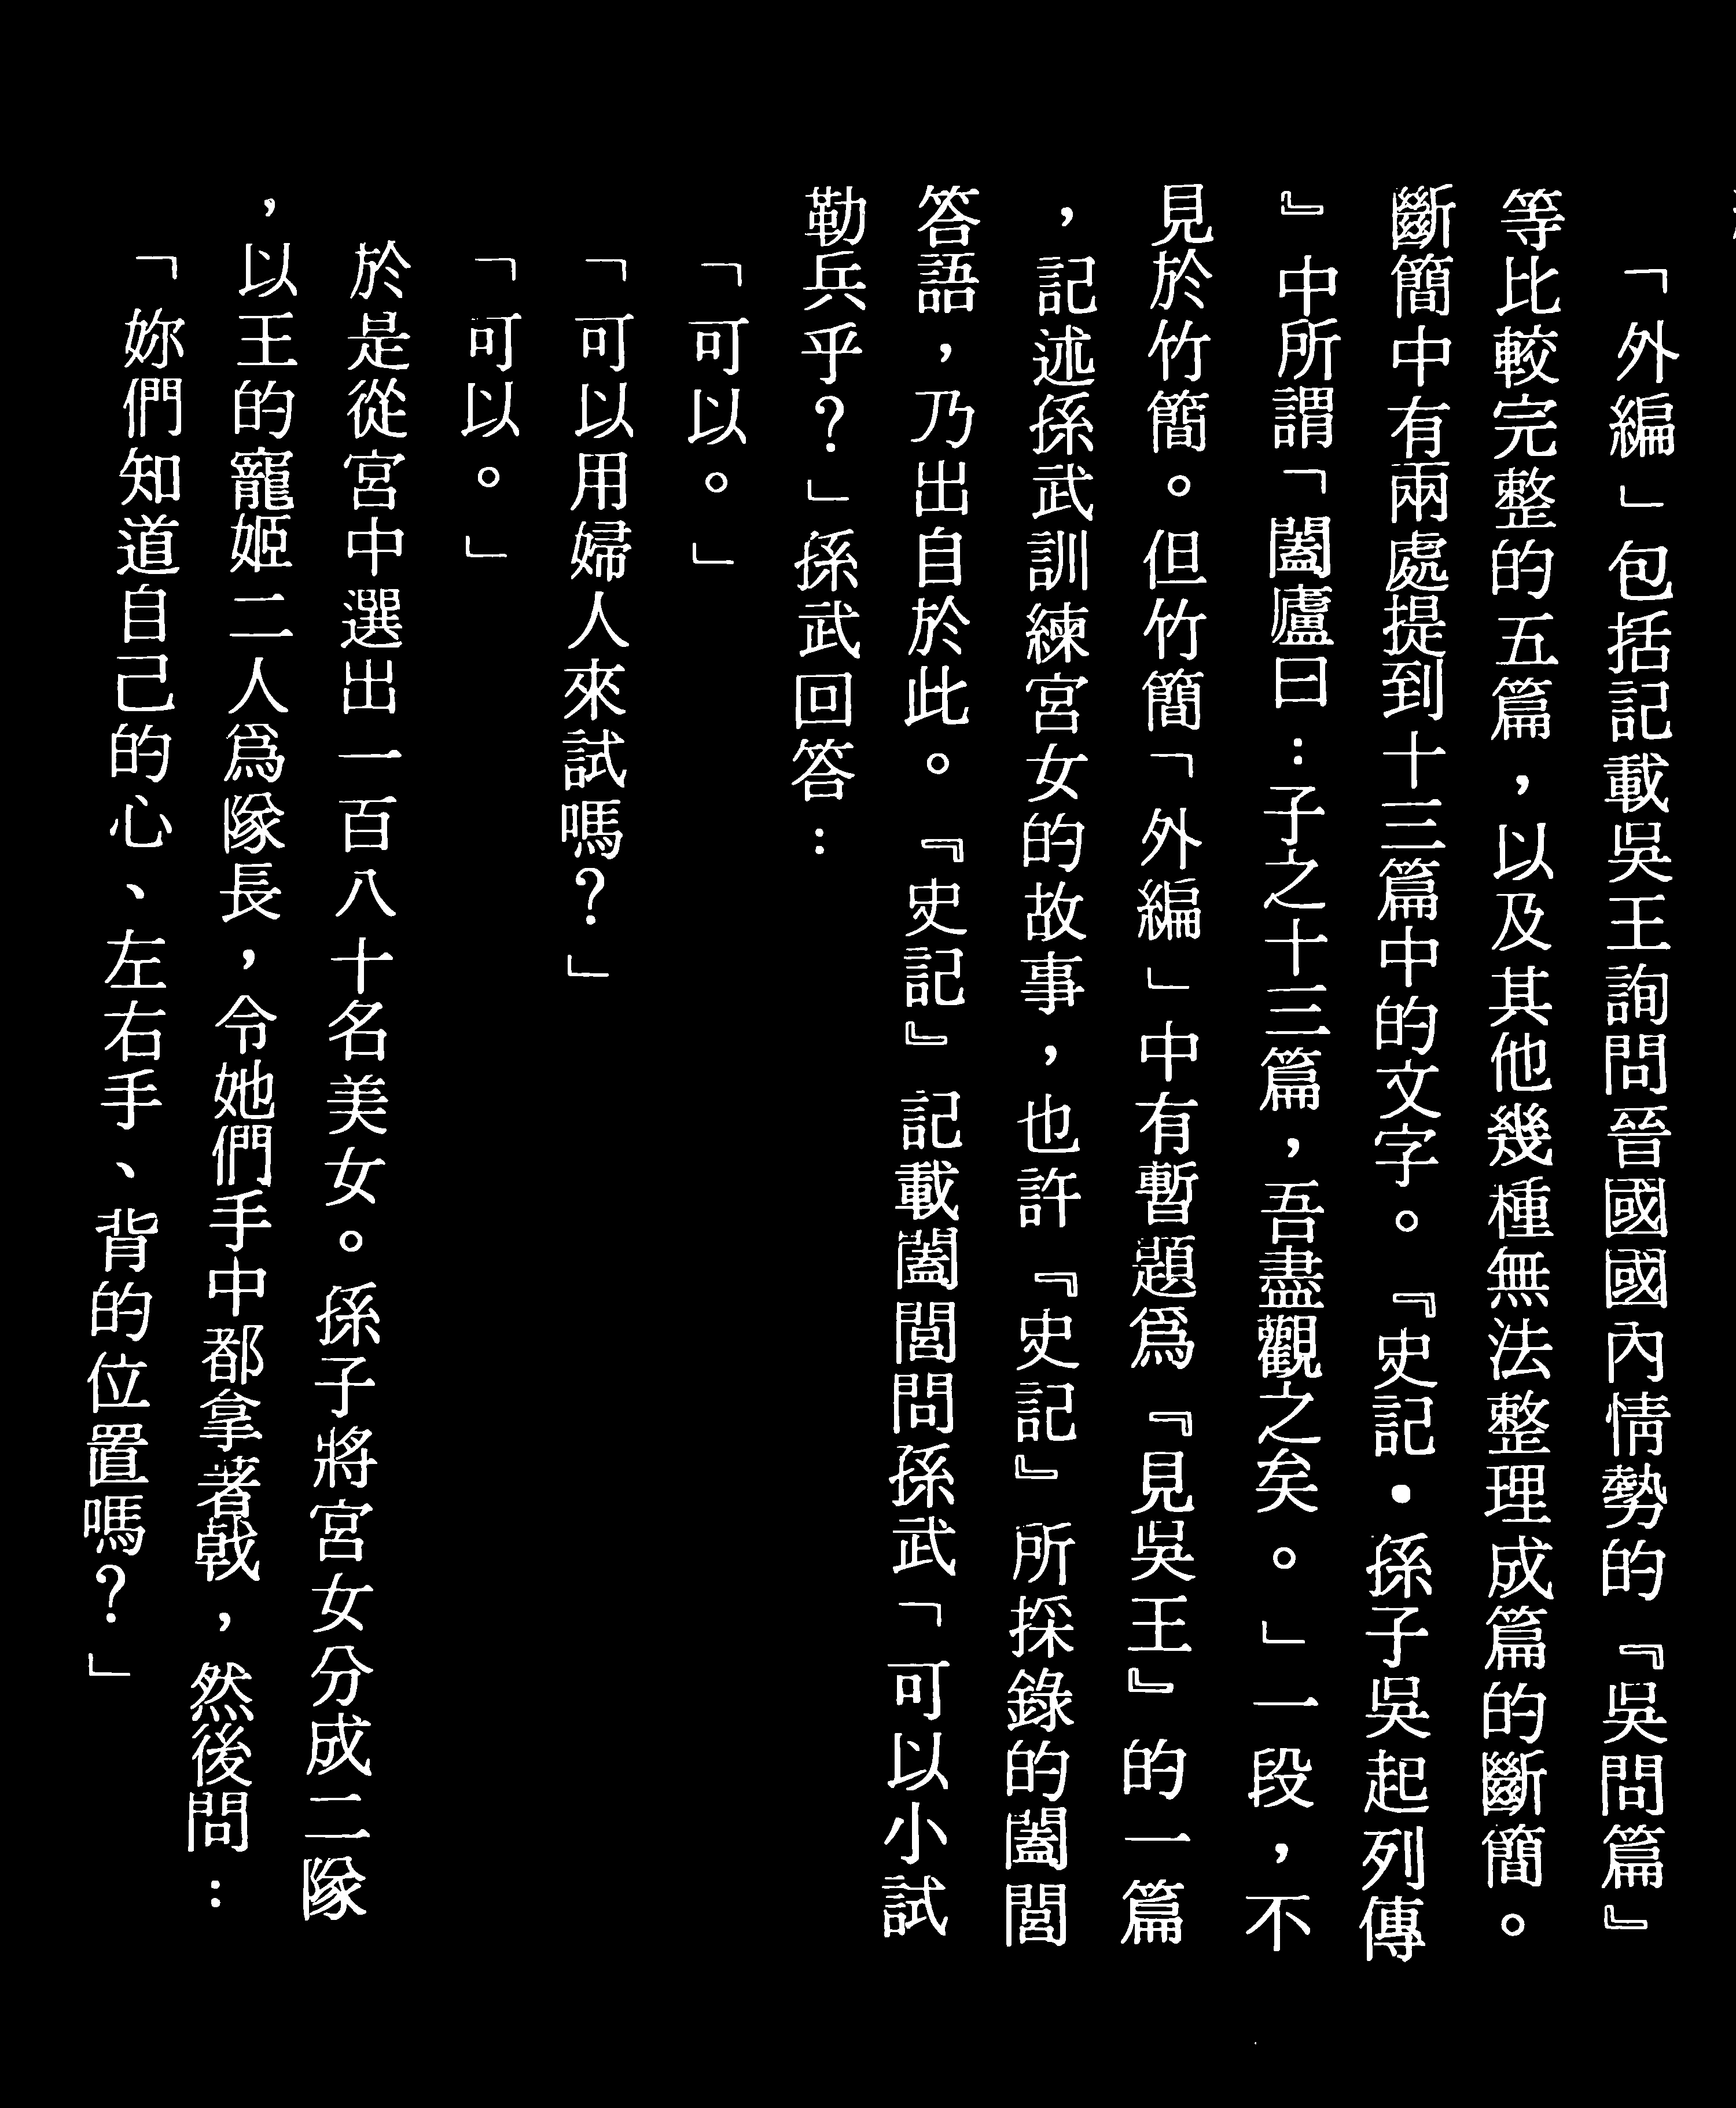 「外編」包括記載吳王詢問晉國國內情勢的『吳問篇』
等比較完整的五篇，以及其他幾種無法整理成篇的斷簡。
斷簡中有兩處提到十三篇中的文字。『史記•孫子吳起列傳
』中所謂「闔廬曰：子之十三篇，吾盡觀之矣。」一段，不
見於竹簡。但竹簡「外編」中有暫題爲『見吳王』的一篇
，記述孫武訓練宮女的故事，也許『史記』所採錄的闔閭
答語，乃出自於此。『史記』記載闔閭問孫武「可以小試
勒兵乎？」孫武回答：
「可以。」
「可以用婦人來試嗎？」
「可以。」
於是從宮中選出一百八十名美女。孫子將宮女分成二隊
，以王的寵姬二人爲隊長，令她們手中都拿著戟，然後問：
「妳們知道自己的心、左右手、背的位置嗎？」